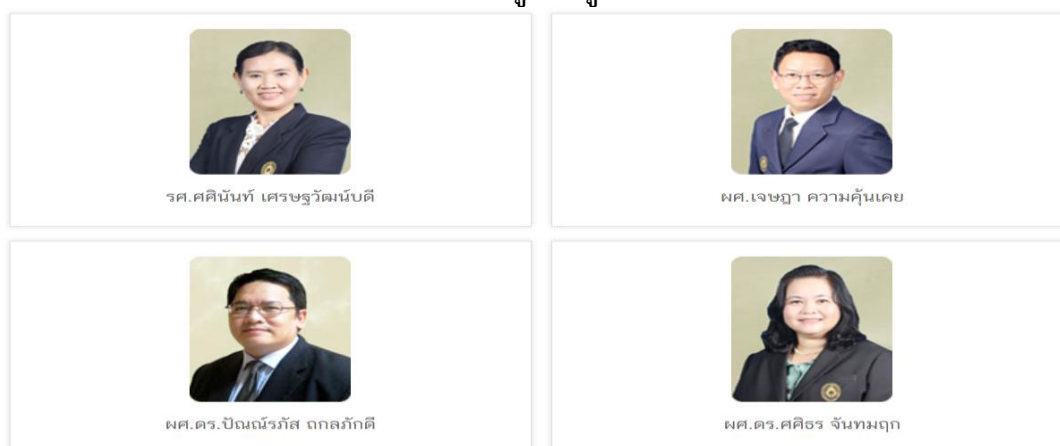 รศ.ศศินันท์ เศรษฐวัฒน์บดี
ผศ.เจษฎา ความคุ้นเคย
ผศ.ดร.ปัณณ์รภัส ถกลภักดี
ผศ.ดร.ศศิธร จันทมฤก